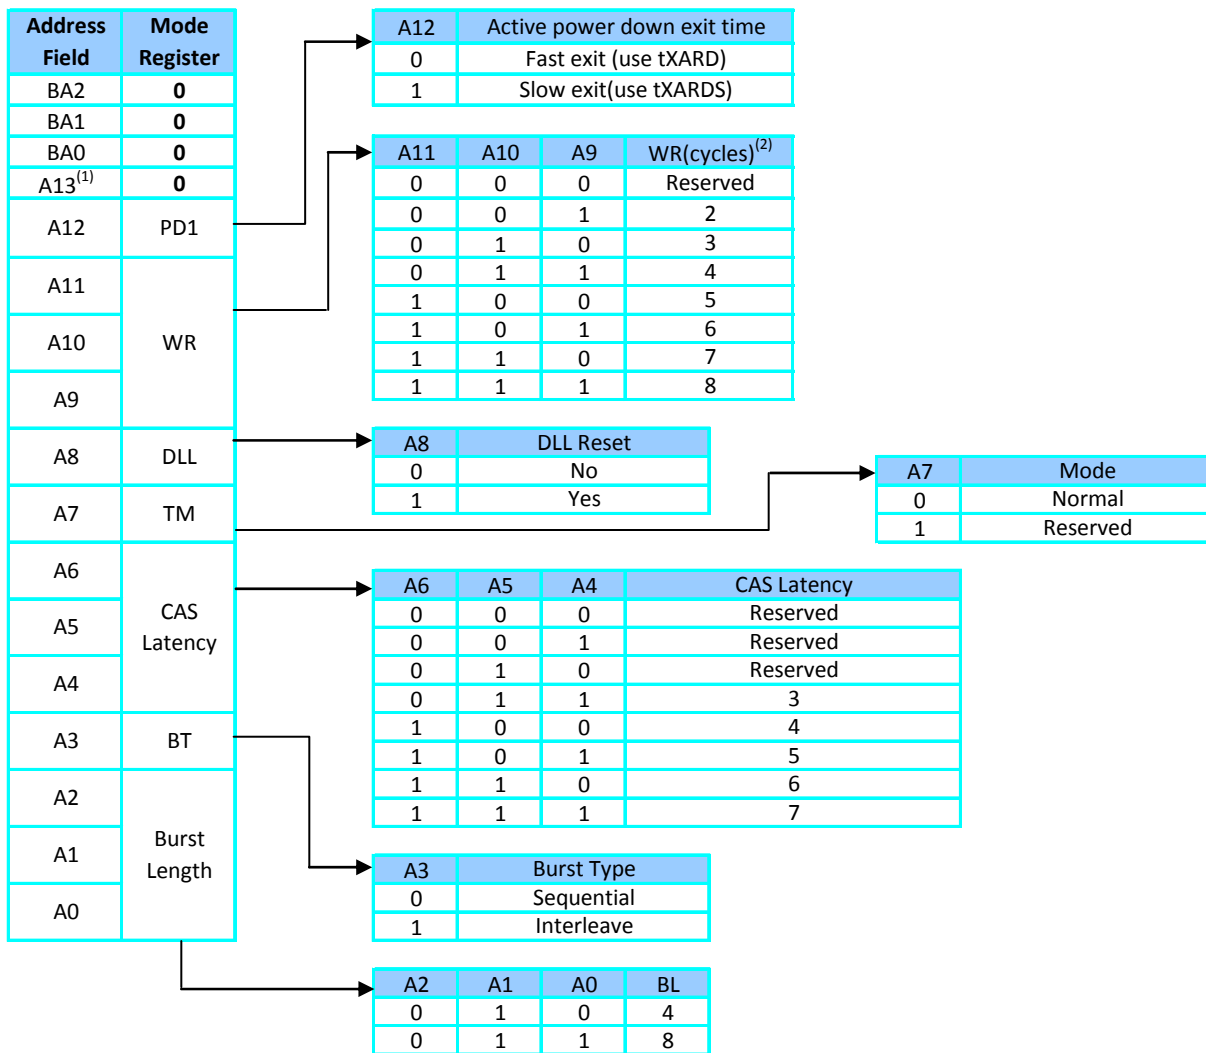 Address Field Mode Register
BA2 0
BA1 0
BA0 0
A13(1) 0
A12 PD1
A11
A10 WR
A9
A8 DLL
A7 TM
A6
A5 CAS Latency
A4
A3 BT
A2
A1 Burst Length
A0
A12 Active power down exit time
0 Fast exit (use tXARD)
1 Slow exit(use tXARDS)
A11 A10 A9 WR(cycles)(2)
0 0 0 Reserved
0 0 1 2
0 1 0 3
0 1 1 4
1 0 0 5
1 0 1 6
1 1 0 7
1 1 1 8
A8 DLL Reset
0 No
1 Yes
A7 Mode
0 Normal
1 Reserved
A6 A5 A4 CAS Latency
0 0 0 Reserved
0 0 1 Reserved
0 1 0 Reserved
0 1 1 3
1 0 0 4
1 0 1 5
1 1 0 6
1 1 1 7
A3 Burst Type
0 Sequential
1 Interleave
A2 A1 A0 BL
0 1 0 4
0 1 1 8